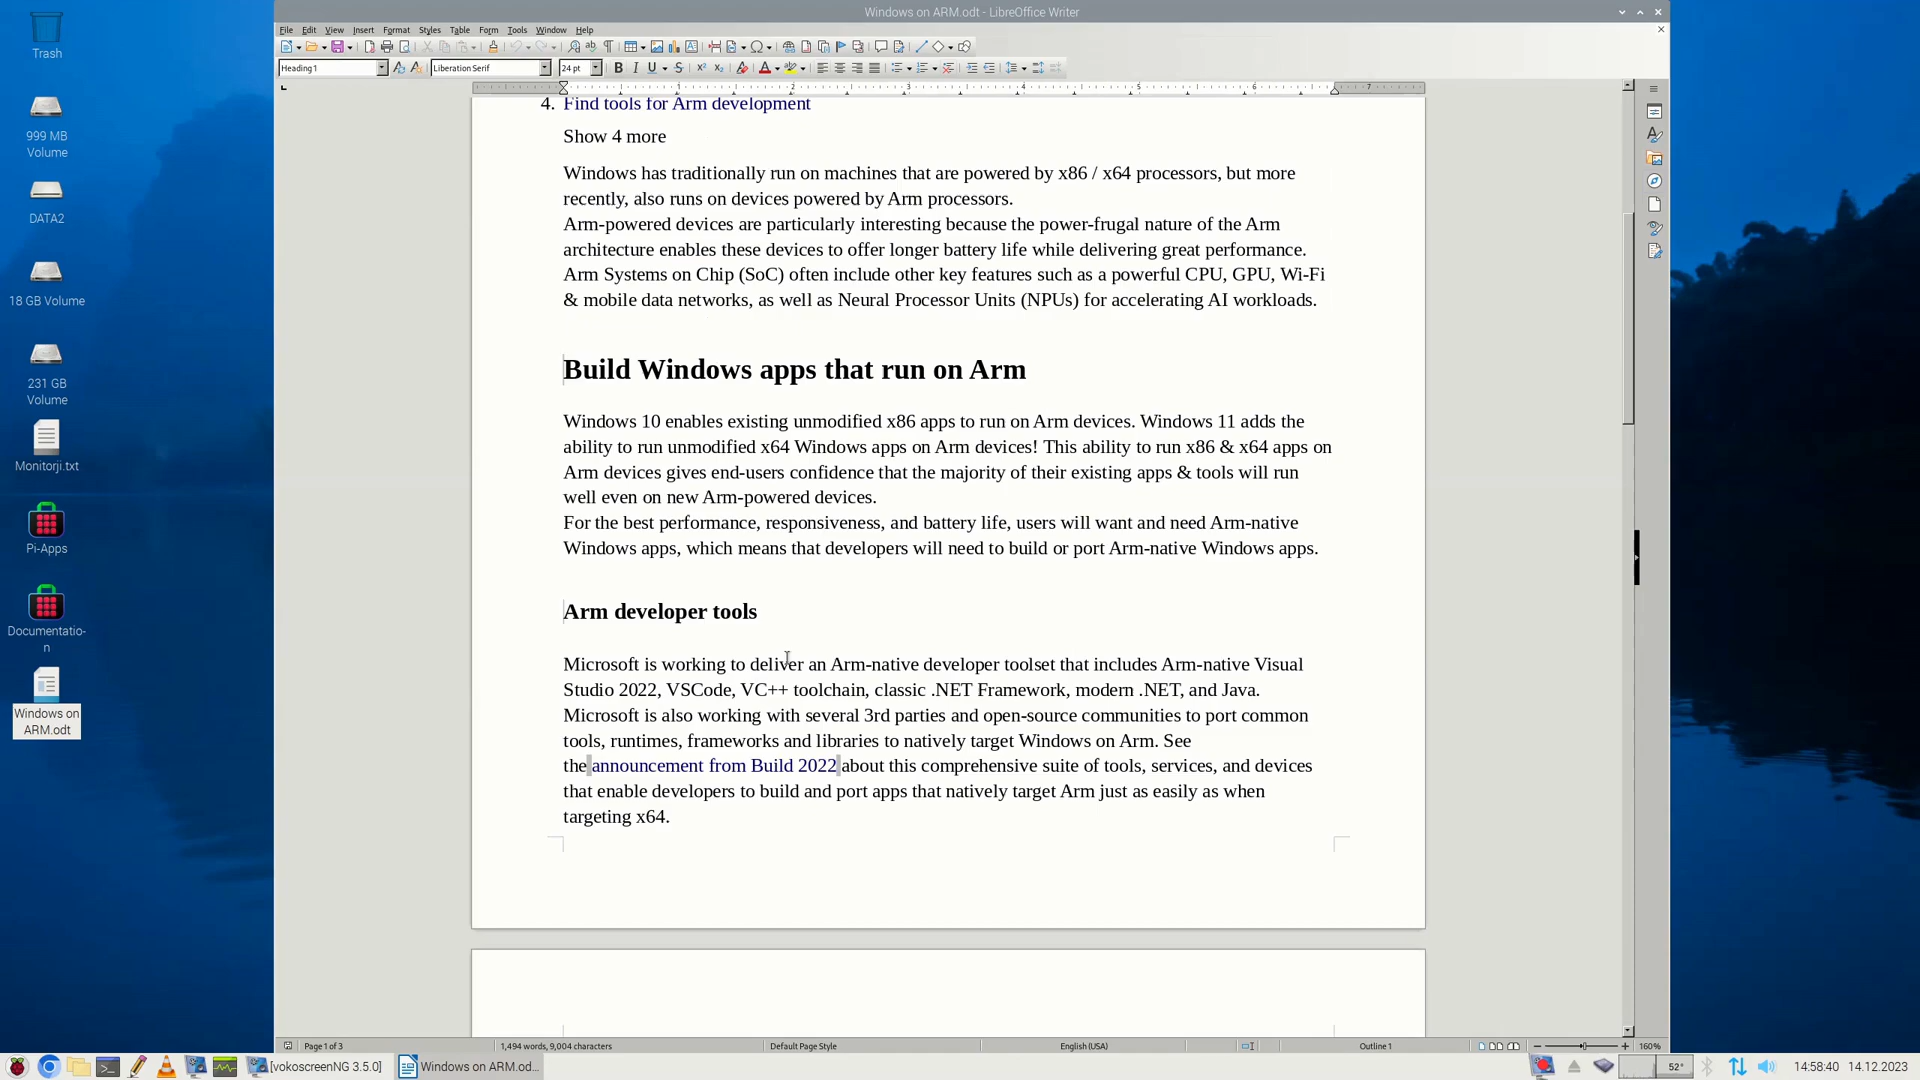 Windows on ARM.odt - LibreOffice Writer
File Edit View Insert Format Styles Table Form Tools Window Help
Heading 1
Liberation Serif
24 pt
1 2 3 4 5 6 7
4. Find tools for Arm development
Show 4 more
Windows has traditionally run on machines that are powered by x86 / x64 processors, but more
recently, also runs on devices powered by Arm processors.
Arm-powered devices are particularly interesting because the power-frugal nature of the Arm
architecture enables these devices to offer longer battery life while delivering great performance.
Arm Systems on Chip (SoC) often include other key features such as a powerful CPU, GPU, Wi-Fi
& mobile data networks, as well as Neural Processor Units (NPUs) for accelerating AI workloads.
Build Windows apps that run on Arm
Windows 10 enables existing unmodified x86 apps to run on Arm devices. Windows 11 adds the
ability to run unmodified x64 Windows apps on Arm devices! This ability to run x86 & x64 apps on
Arm devices gives end-users confidence that the majority of their existing apps & tools will run
well even on new Arm-powered devices.
For the best performance, responsiveness, and battery life, users will want and need Arm-native
Windows apps, which means that developers will need to build or port Arm-native Windows apps.
Arm developer tools
Microsoft is working to deliver an Arm-native developer toolset that includes Arm-native Visual
Studio 2022, VSCode, VC++ toolchain, classic .NET Framework, modern .NET, and Java.
Microsoft is also working with several 3rd parties and open-source communities to port common
tools, runtimes, frameworks and libraries to natively target Windows on Arm. See
the announcement from Build 2022 about this comprehensive suite of tools, services, and devices
that enable developers to build and port apps that natively target Arm just as easily as when
targeting x64.
Trash
999 MB
Volume
DATA2
18 GB Volume
231 GB
Volume
Monitorji.txt
Pi-Apps
Documentatio-
n
Windows on
ARM.odt
Page 1 of 3
1,494 words, 9,004 characters
Default Page Style
English (USA)
Outline 1
160%
[vokoscreenNG 3.5.0]
Windows on ARM.od...
52°
14:58:40 14.12.2023